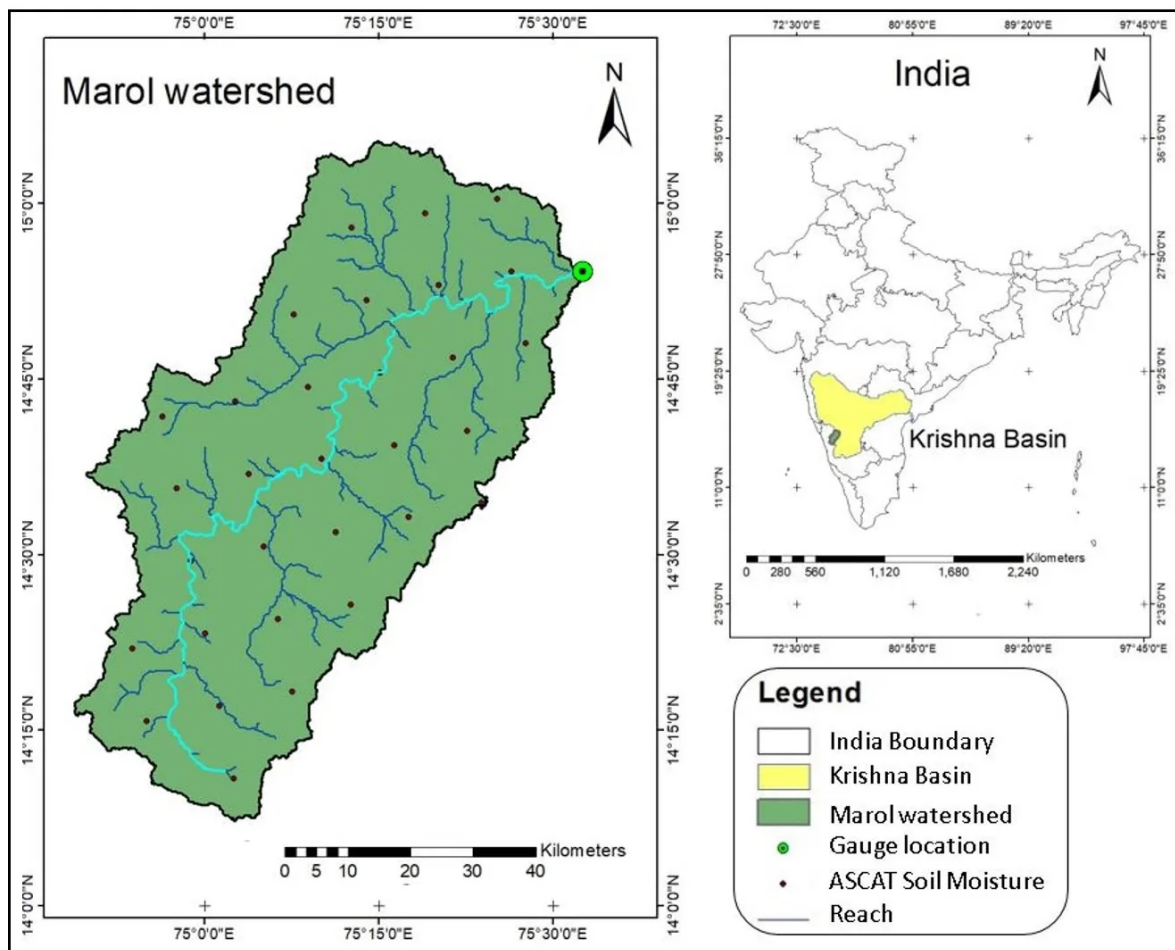 75°0'0"E 75°15'0"E 75°30'0"E
Marol watershed
N
15°0'0"N
14°45'0"N
14°30'0"N
14°15'0"N
14°0'0"N
15°0'0"N
14°45'0"N
14°30'0"N
14°15'0"N
14°0'0"N
Kilometers
0 5 10 20 30 40
75°0'0"E 75°15'0"E 75°30'0"E
72°30'0"E 80°55'0"E 89°20'0"E 97°45'0"E
India
N
36°15'0"N
27°50'0"N
19°25'0"N
11°0'0"N
2°35'0"N
36°15'0"N
27°50'0"N
19°25'0"N
11°0'0"N
2°35'0"N
Krishna Basin
Kilometers
0 280 560 1,120 1,680 2,240
72°30'0"E 80°55'0"E 89°20'0"E 97°45'0"E
Legend
India Boundary
Krishna Basin
Marol watershed
Gauge location
ASCAT Soil Moisture
Reach